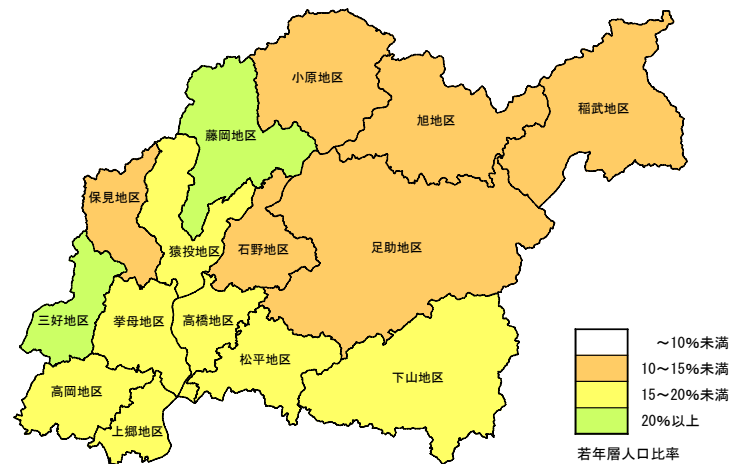 小原地区
稲武地区
旭地区
藤岡地区
保見地区
猿投地区
石野地区
足助地区
三好地区
挙母地区
高橋地区
松平地区
下山地区
高岡地区
上郷地区
～10%未満
10～15%未満
15～20%未満
20%以上
若年層人口比率